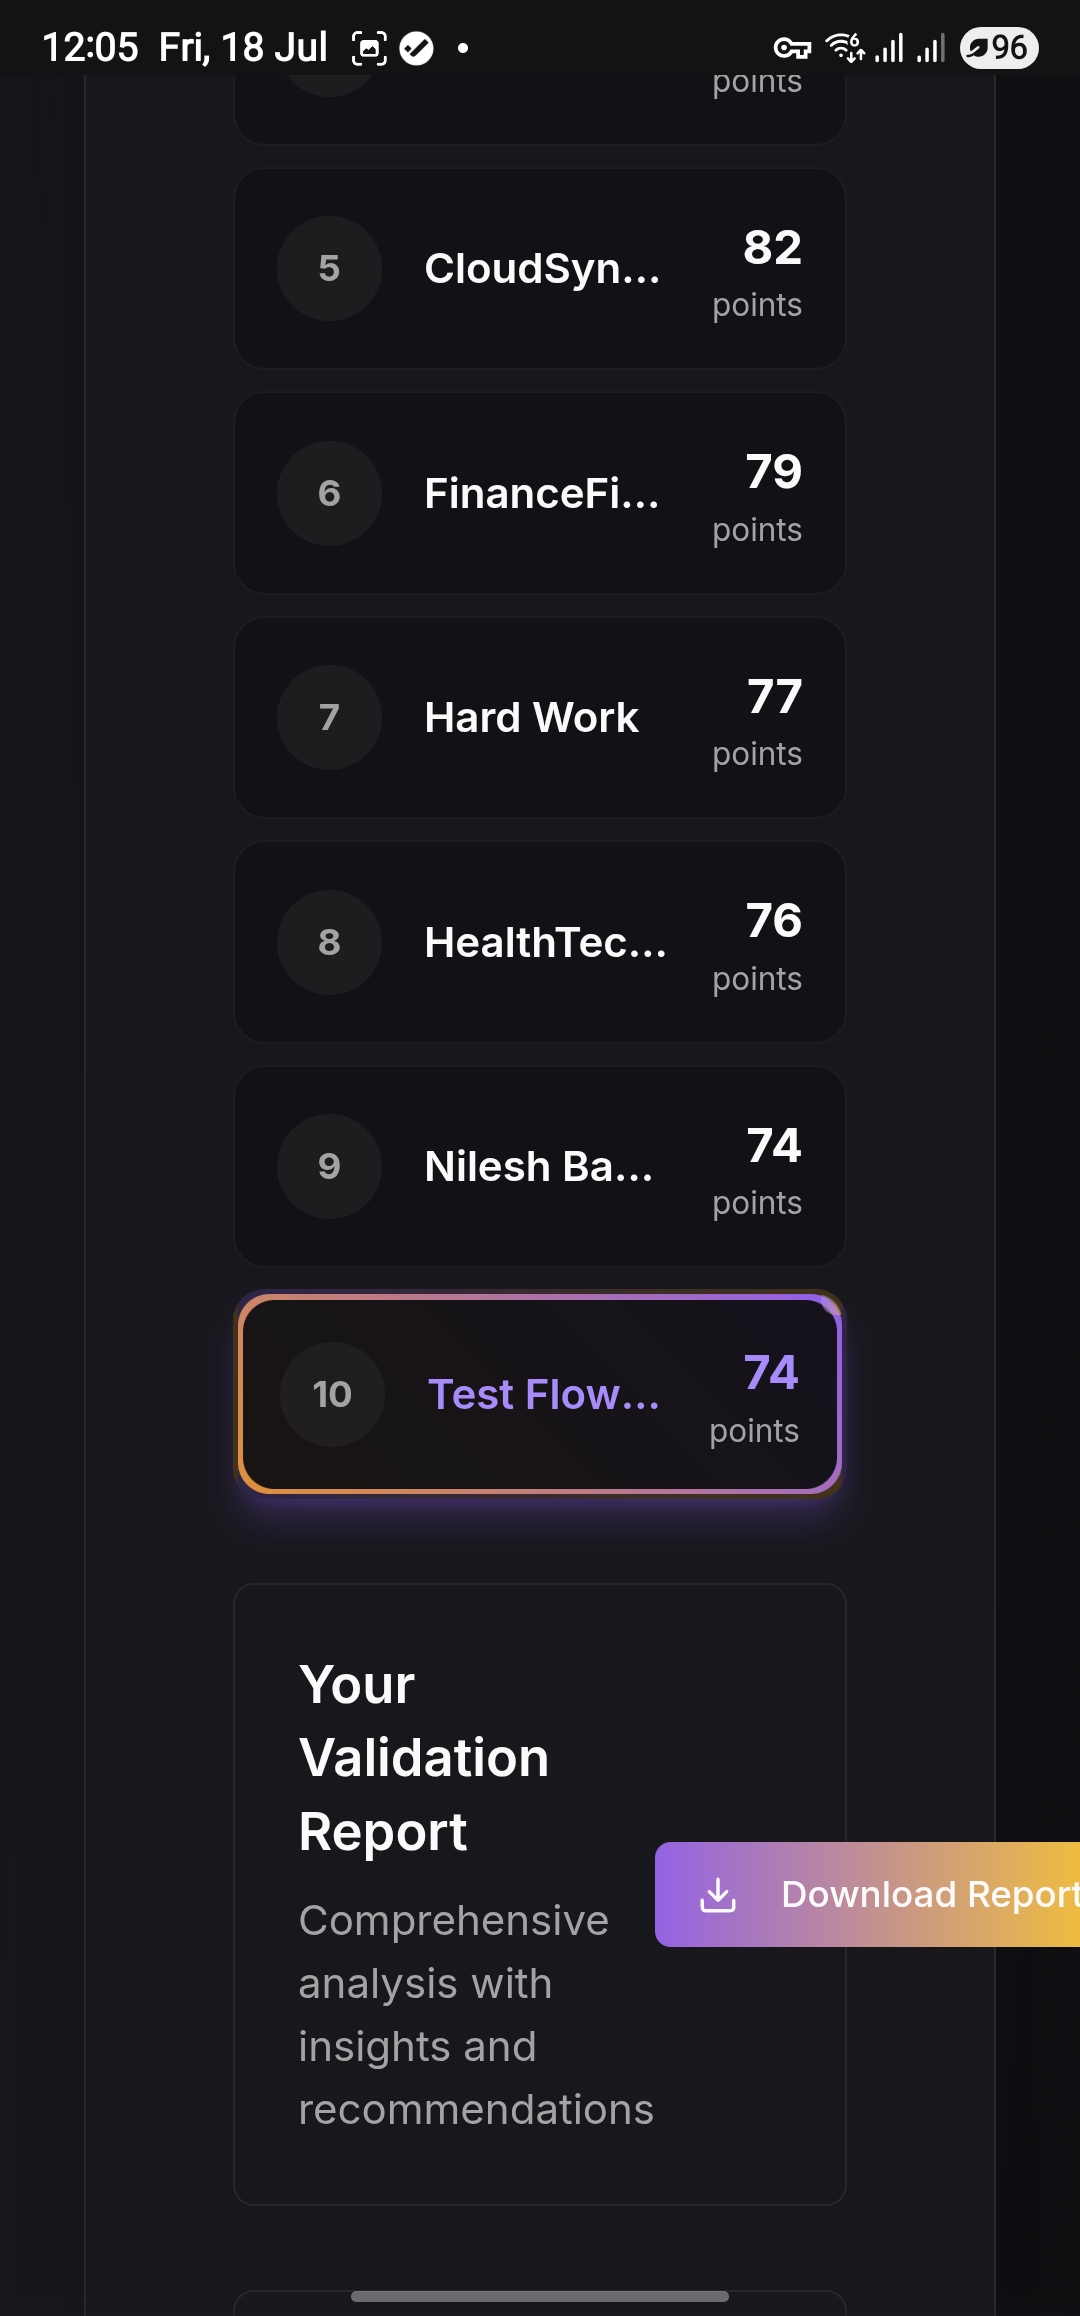 12:05 Fri, 18 Jul 6 96
points
5 CloudSyn... 82
points
6 FinanceFi... 79
points
7 Hard Work 77
points
8 HealthTec... 76
points
9 Nilesh Ba... 74
points
10 Test Flow... 74
points
Your
Validation
Report
Download Report
Comprehensive
analysis with
insights and
recommendations